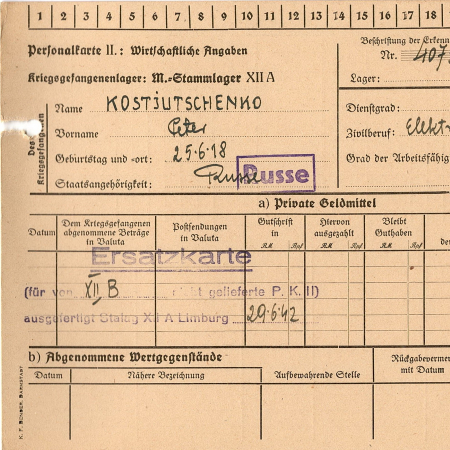 1 2 3 4 5 6 7 8 9 10 11 12 13 14 15 16 17 18
Personalkarte II.: Wirtschaftliche Angaben
Beschriftung der Erkenn
Nr. 407
Kriegsgefangenenlager: M.-Stammlager XII A
Lager:
Des Kriegsgefangenen
Name KOSTJUTSCHENKO
Dienstgrad:
Vorname Peter
Zivilberuf: Elekt
Geburtstag und -ort: 25.6.18
Grad der Arbeitsfähig
Staatsangehörigkeit: Russe Russe
a) Private Geldmittel
Datum
Dem Kriegsgefangenen abgenommene Beträge in Valuta
Postsendungen in Valuta
Gutschrift in
Hiervon ausgezahlt
Bleibt Guthaben
de
RM Rpf RM Rpf RM Rpf
Ersatzkarte
(für von XII B nicht gelieferte P. K. II)
ausgefertigt Stalag XII A Limburg 29.6.42
b) Abgenommene Wertgegenstände
Rückgabeverme
mit Datum
Datum Nähere Bezeichnung Aufbewahrende Stelle